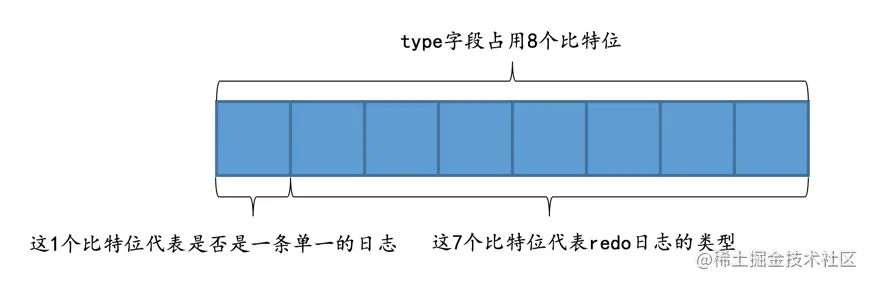 type字段占用8个比特位
这1个比特位代表是否是一条单一的日志
这7个比特位代表redo日志的类型
@稀土掘金技术社区